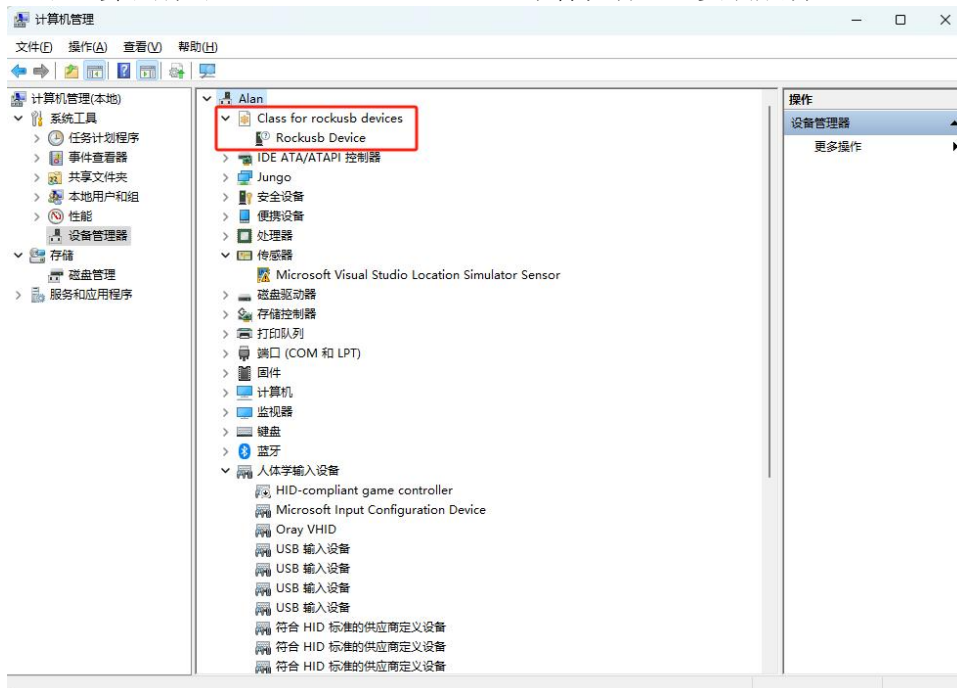 计算机管理
文件(F) 操作(A) 查看(V) 帮助(H)
计算机管理(本地)
系统工具
任务计划程序
事件查看器
共享文件夹
本地用户和组
性能
设备管理器
存储
磁盘管理
服务和应用程序
Alan
Class for rockusb devices
Rockusb Device
IDE ATA/ATAPI 控制器
Jungo
安全设备
便携设备
处理器
传感器
Microsoft Visual Studio Location Simulator Sensor
磁盘驱动器
存储控制器
打印队列
端口 (COM 和 LPT)
固件
计算机
监视器
键盘
蓝牙
人体学输入设备
HID-compliant game controller
Microsoft Input Configuration Device
Oray VHID
USB 输入设备
USB 输入设备
USB 输入设备
USB 输入设备
符合 HID 标准的供应商定义设备
符合 HID 标准的供应商定义设备
符合 HID 标准的供应商定义设备
操作
设备管理器
更多操作